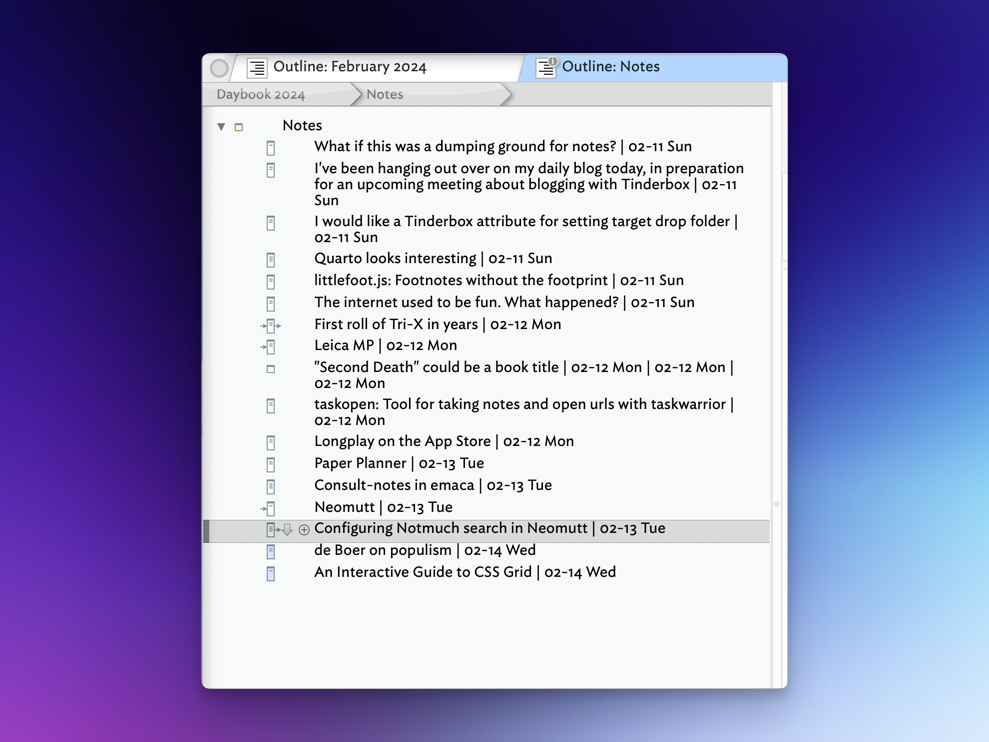 Outline: February 2024
Outline: Notes
Daybook 2024
Notes
Notes
What if this was a dumping ground for notes? | 02-11 Sun
I've been hanging out over on my daily blog today, in preparation
for an upcoming meeting about blogging with Tinderbox | 02-11
Sun
I would like a Tinderbox attribute for setting target drop folder |
02-11 Sun
Quarto looks interesting | 02-11 Sun
littlefoot.js: Footnotes without the footprint | 02-11 Sun
The internet used to be fun. What happened? | 02-11 Sun
First roll of Tri-X in years | 02-12 Mon
Leica MP | 02-12 Mon
"Second Death" could be a book title | 02-12 Mon | 02-12 Mon |
02-12 Mon
taskopen: Tool for taking notes and open urls with taskwarrior |
02-12 Mon
Longplay on the App Store | 02-12 Mon
Paper Planner | 02-13 Tue
Consult-notes in emaca | 02-13 Tue
Neomutt | 02-13 Tue
Configuring Notmuch search in Neomutt | 02-13 Tue
de Boer on populism | 02-14 Wed
An Interactive Guide to CSS Grid | 02-14 Wed